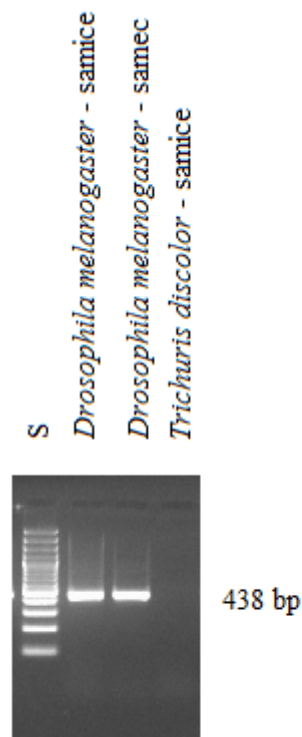 S
Drosophila melanogaster - samice
Drosophila melanogaster - samec
Trichuris discolor - samice
438 bp